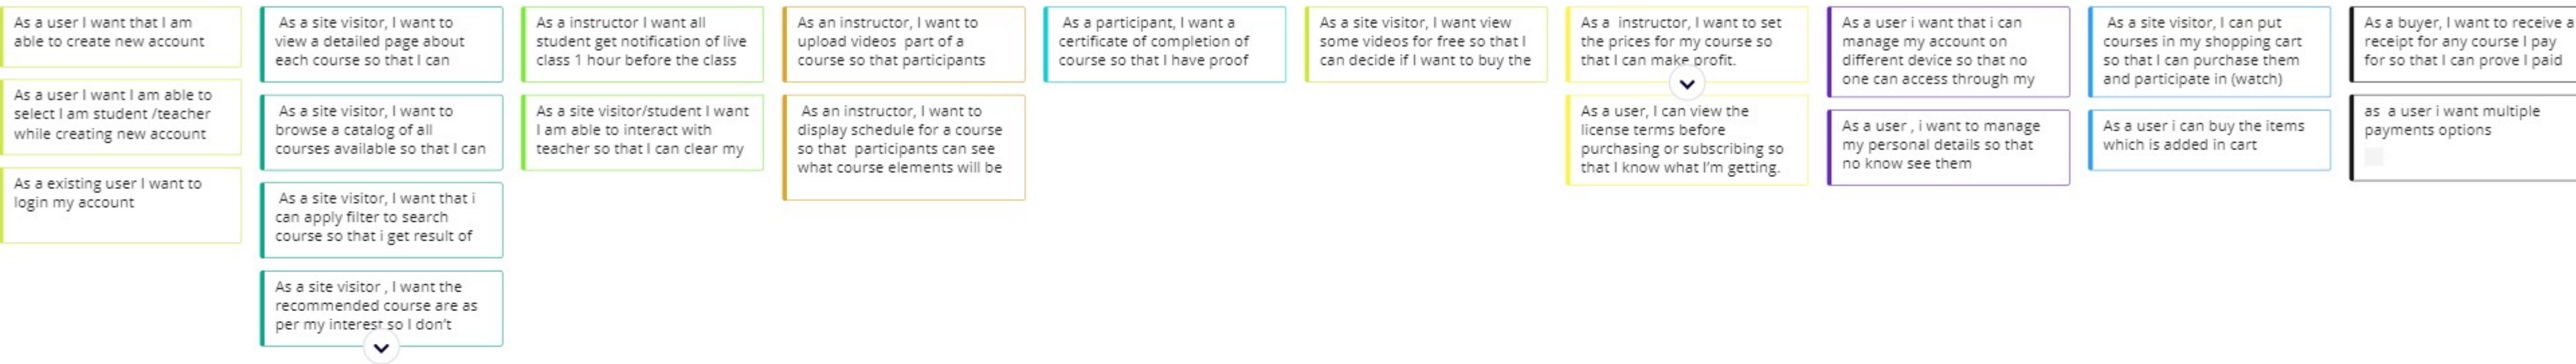 As a user I want that I am
able to create new account
As a user I want I am able to
select I am student /teacher
while creating new account
As a existing user I want to
login my account
As a site visitor, I want to
view a detailed page about
each course so that I can
As a site visitor, I want to
browse a catalog of all
courses available so that I can
As a site visitor, I want that i
can apply filter to search
course so that i get result of
As a site visitor , I want the
recommended course are as
per my interest so I don't
As a instructor I want all
student get notification of live
class 1 hour before the class
As a site visitor/student I want
I am able to interact with
teacher so that I can clear my
As an instructor, I want to
upload videos part of a
course so that participants
As an instructor, I want to
display schedule for a course
so that participants can see
what course elements will be
As a participant, I want a
certificate of completion of
course so that I have proof
As a site visitor, I want view
some videos for free so that I
can decide if I want to buy the
As a instructor, I want to set
the prices for my course so
that I can make profit.
As a user, I can view the
license terms before
purchasing or subscribing so
that I know what I'm getting.
As a user i want that i can
manage my account on
different device so that no
one can access through my
As a user , i want to manage
my personal details so that
no know see them
As a site visitor, I can put
courses in my shopping cart
so that I can purchase them
and participate in (watch)
As a user i can buy the items
which is added in cart
As a buyer, I want to receive a
receipt for any course I pay
for so that I can prove I paid
as a user i want multiple
payments options